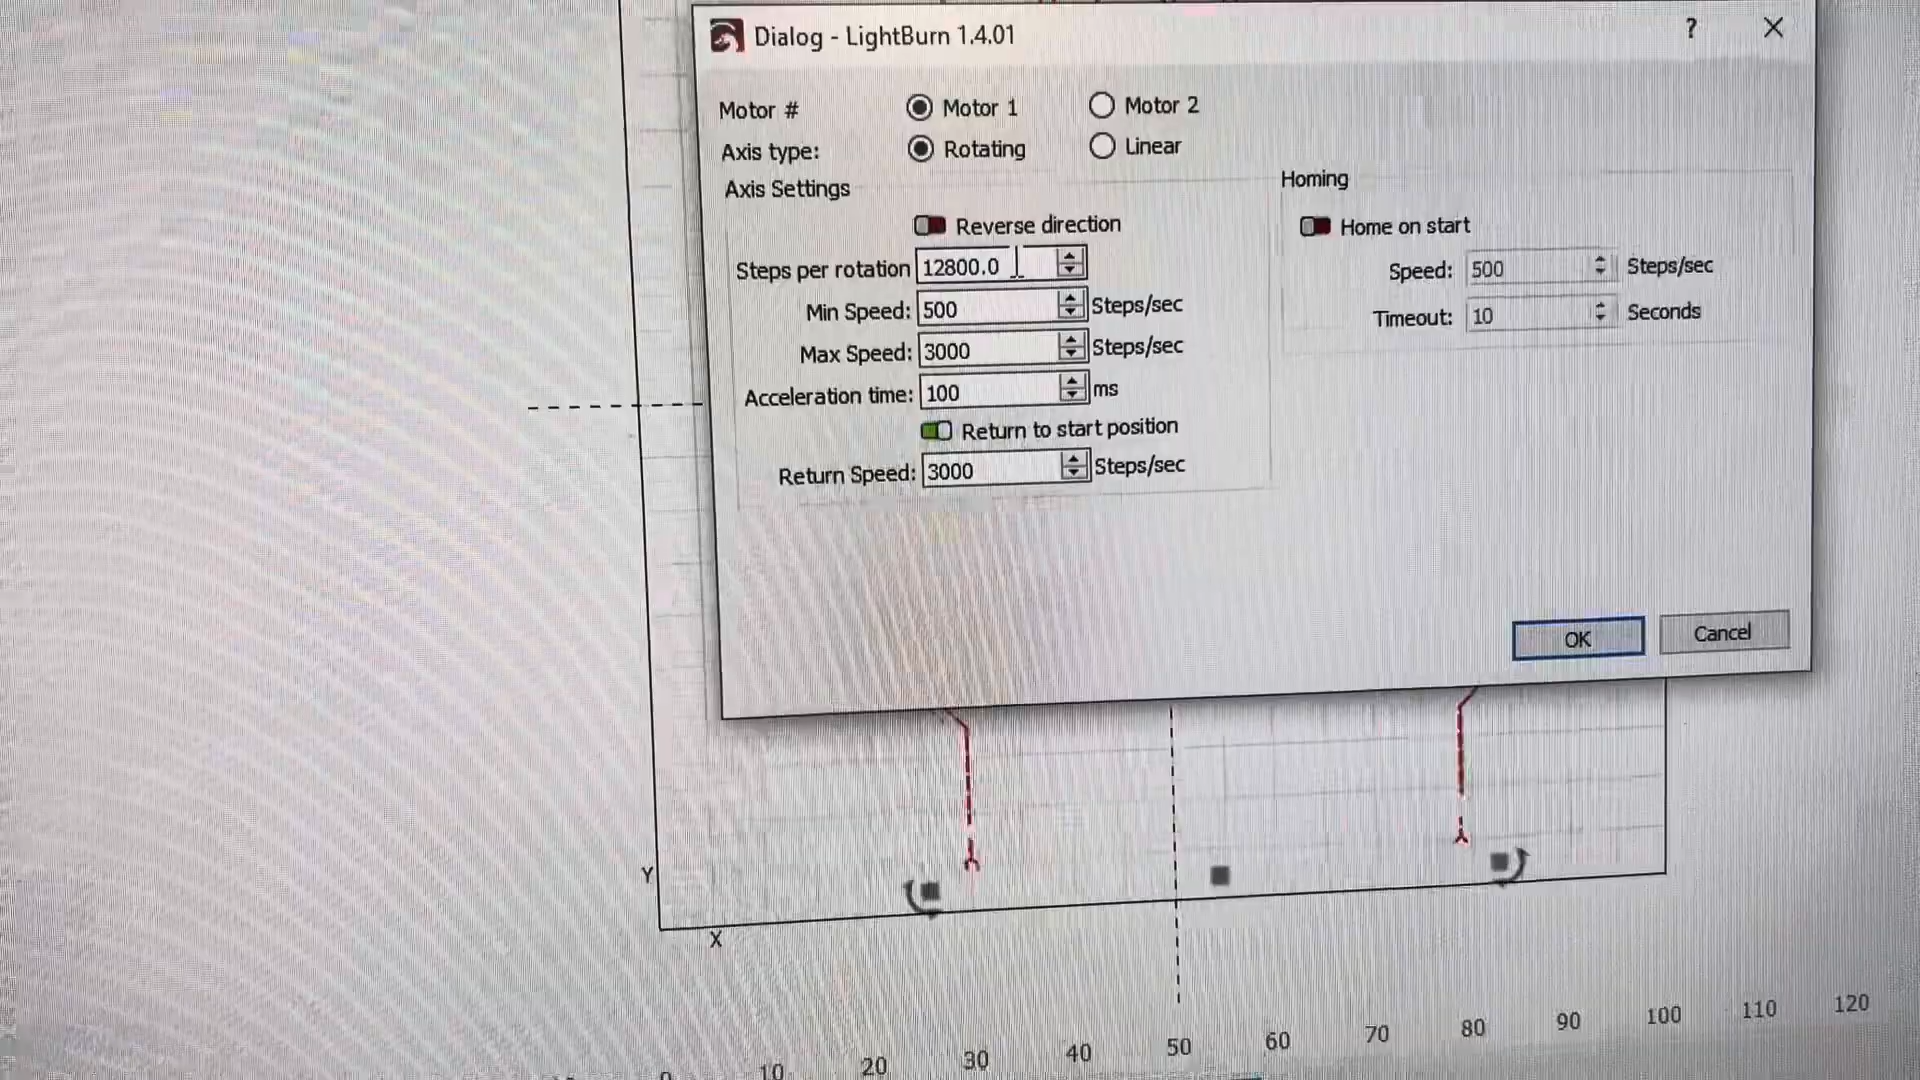 Dialog - LightBurn 1.4.01
?
Motor # Motor 1 Motor 2
Axis type: Rotating Linear
Axis Settings
Reverse direction
Steps per rotation 12800.0
Min Speed: 500 Steps/sec
Max Speed: 3000 Steps/sec
Acceleration time: 100 ms
Return to start position
Return Speed: 3000 Steps/sec
Homing
Home on start
Speed: 500 Steps/sec
Timeout: 10 Seconds
OK Cancel
Y
X
0 10 20 30 40 50 60 70 80 90 100 110 120